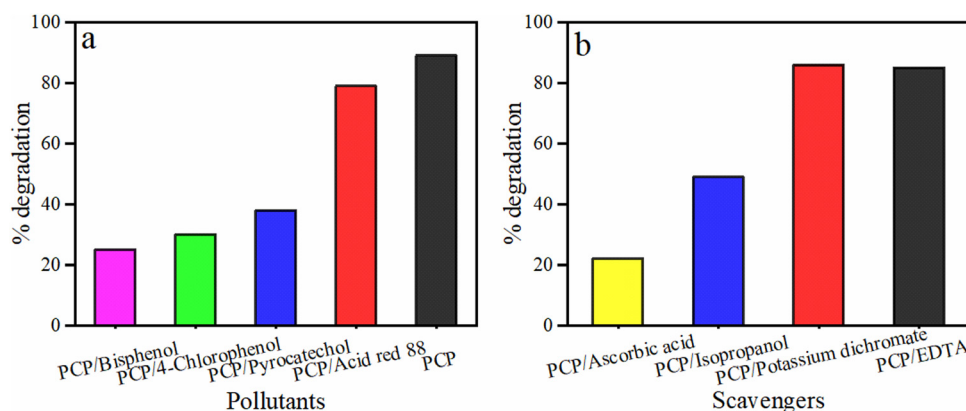 a
100
80
60
40
20
0
% degradation
PCP/Bisphenol
PCP/4-Chlorophenol
PCP/Pyrocatechol
PCP/Acid red 88
PCP
Pollutants
b
100
80
60
40
20
0
% degradation
PCP/Ascorbic acid
PCP/Isopropanol
PCP/Potassium dichromate
PCP/EDTA
Scavengers